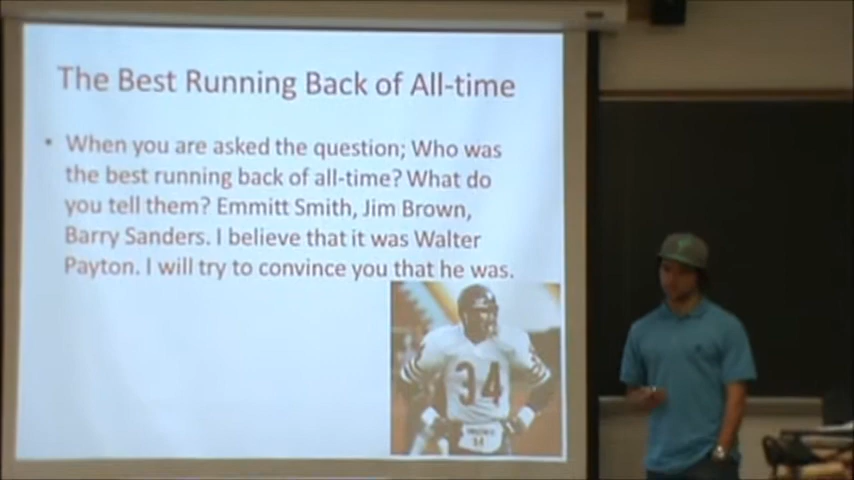 The Best Running Back of All-time
• When you are asked the question; Who was
the best running back of all-time? What do
you tell them? Emmitt Smith, Jim Brown,
Barry Sanders. I believe that it was Walter
Payton. I will try to convince you that he was.
34
34